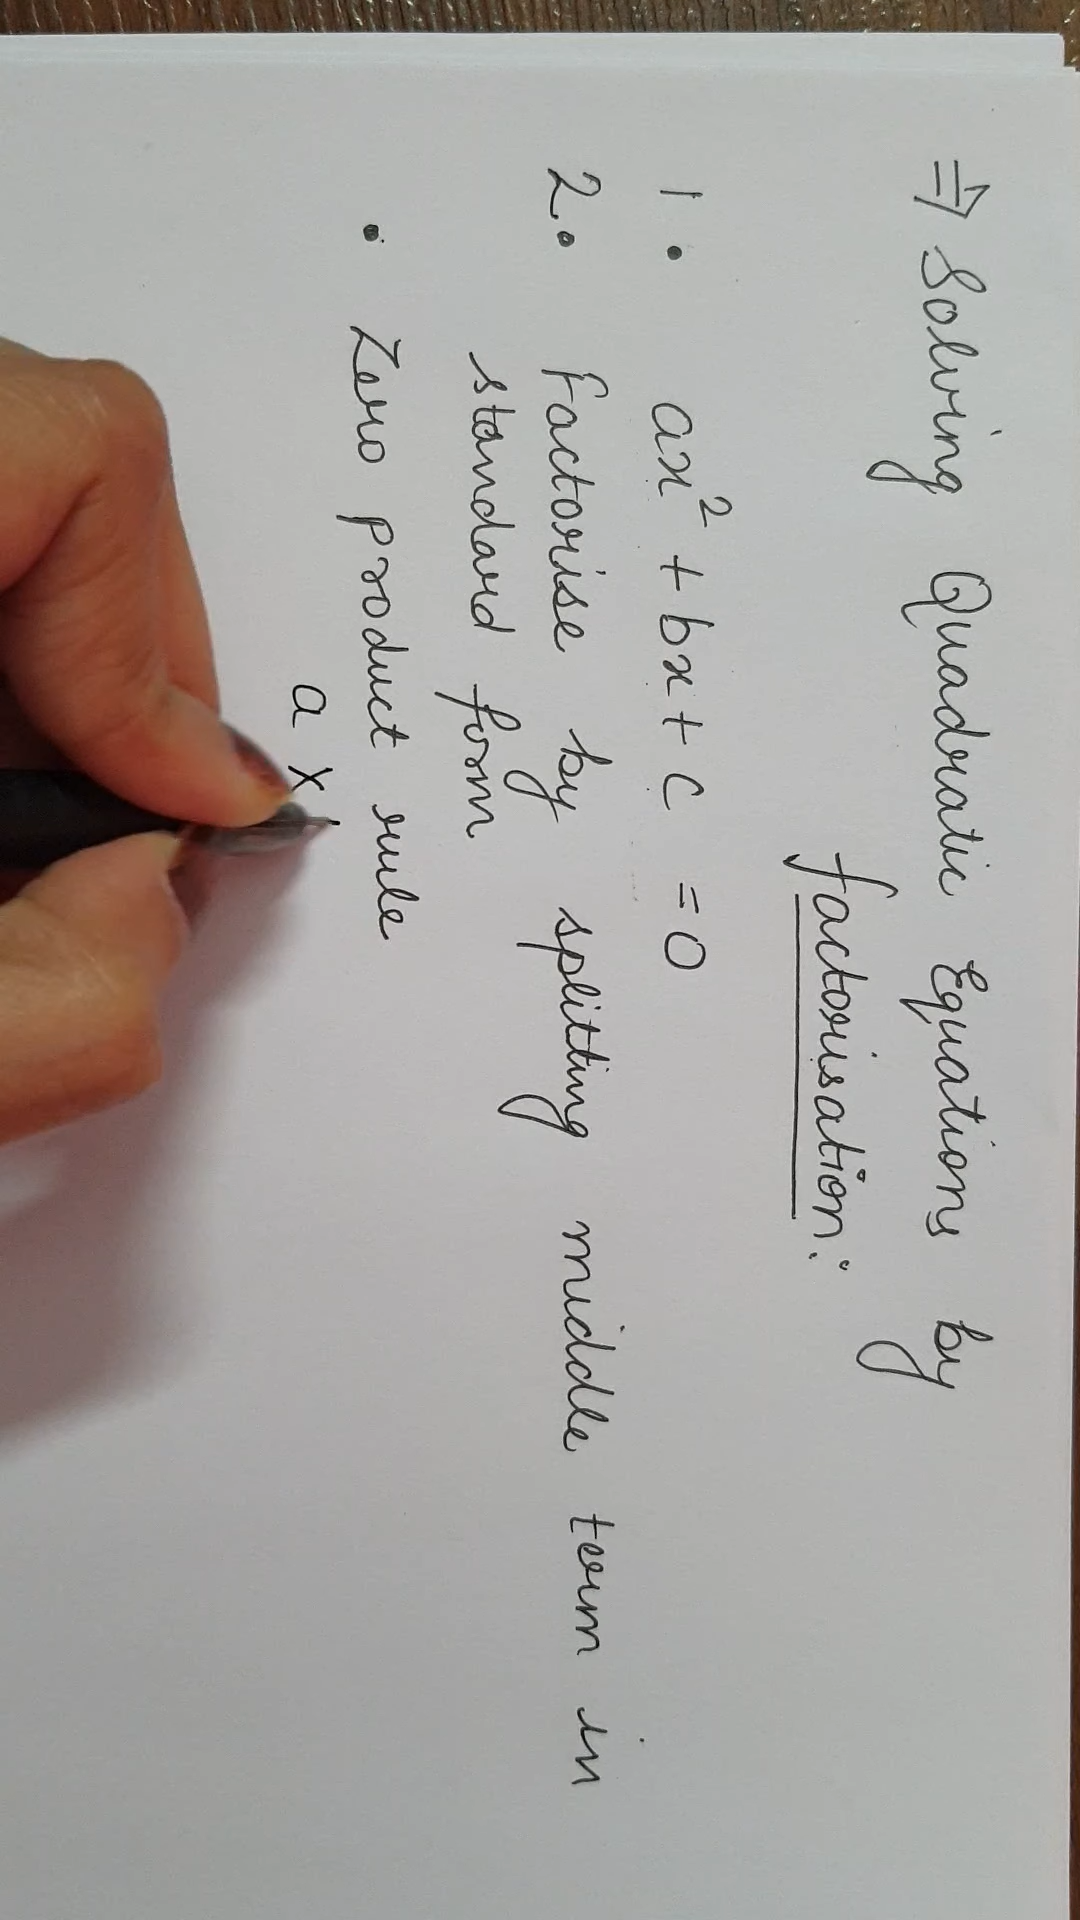 ⇒ Solving Quadratic Equations by
Factorisation:
1. ax² + bx + c = 0
2. Factorise by splitting middle term in
standard form
• Zero product rule
a x